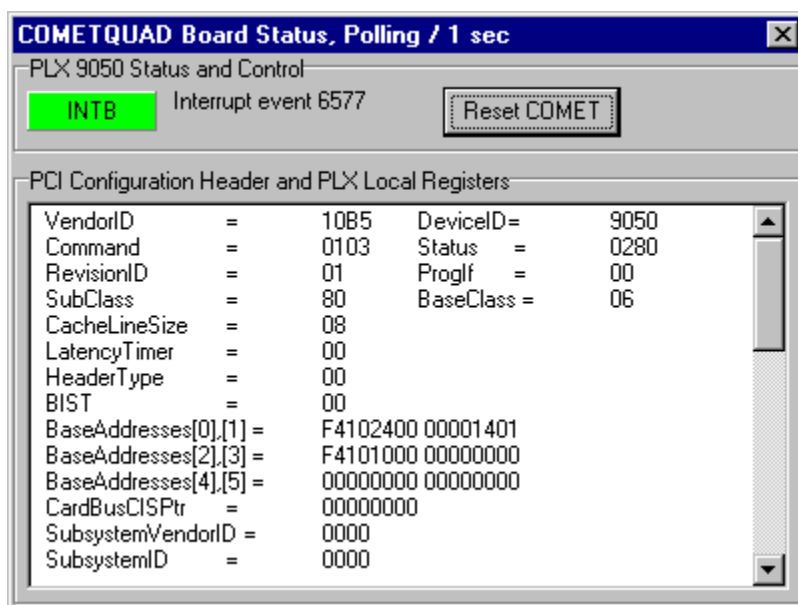 COMETQUAD Board Status, Polling / 1 sec
PLX 9050 Status and Control
INTB Interrupt event 6577 Reset COMET
PCI Configuration Header and PLX Local Registers
VendorID = 10B5 DeviceID= 9050
Command = 0103 Status = 0280
RevisionID = 01 ProgIf = 00
SubClass = 80 BaseClass = 06
CacheLineSize = 08
LatencyTimer = 00
HeaderType = 00
BIST = 00
BaseAddresses[0],[1] = F4102400 00001401
BaseAddresses[2],[3] = F4101000 00000000
BaseAddresses[4],[5] = 00000000 00000000
CardBusCISPtr = 00000000
SubsystemVendorID = 0000
SubsystemID = 0000